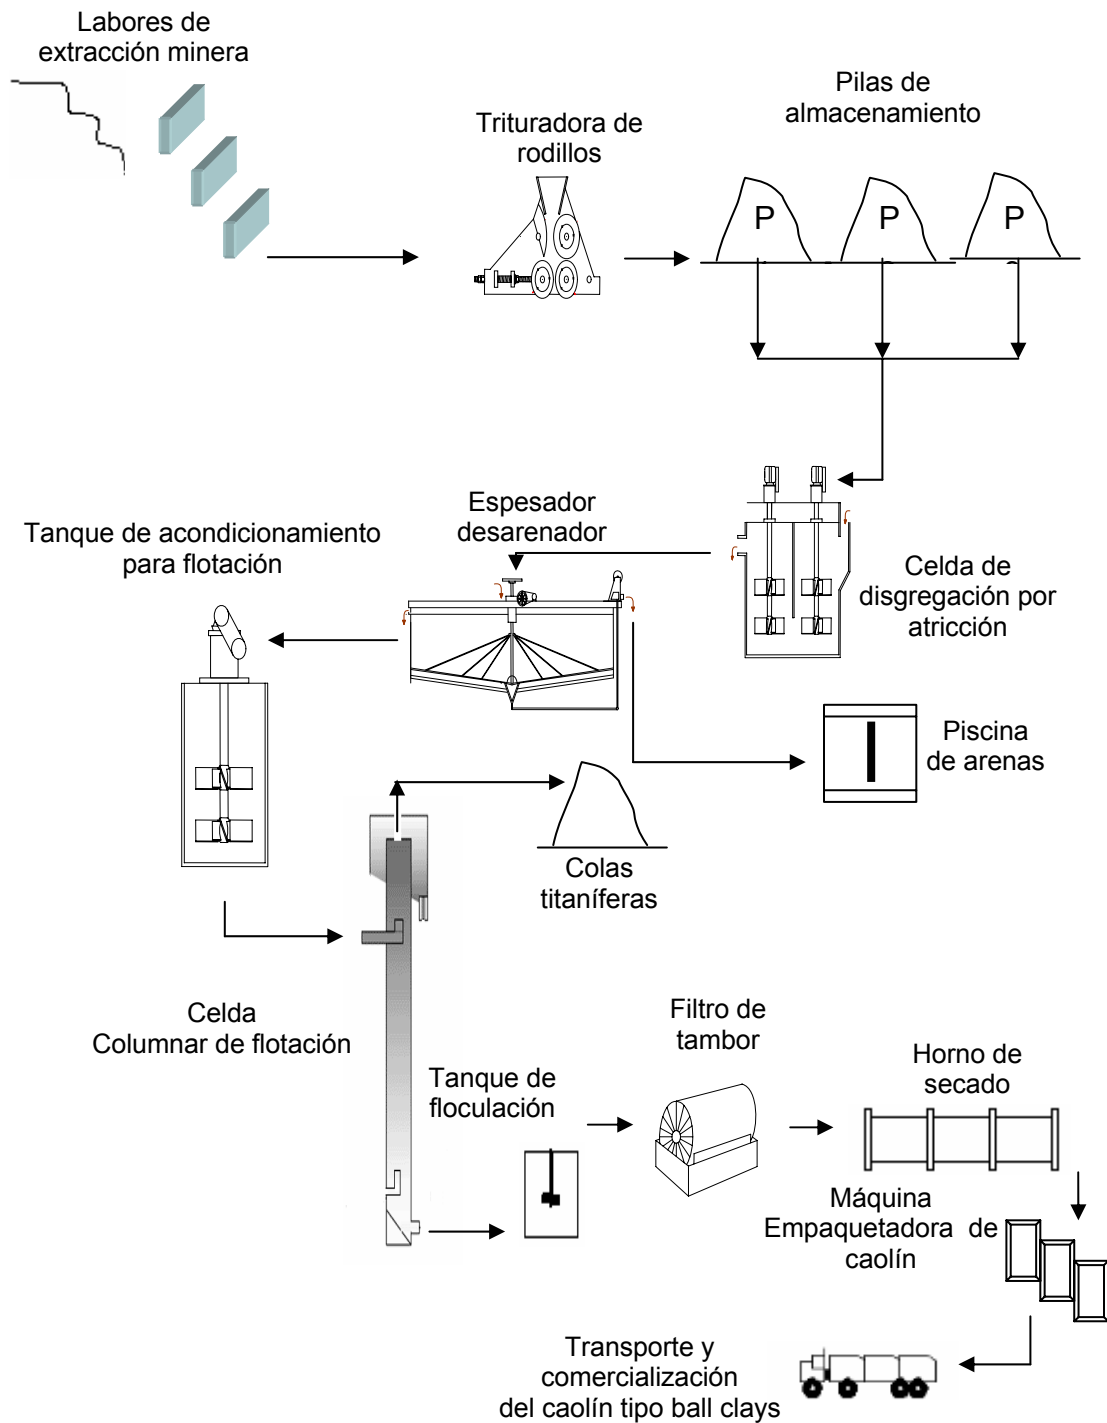 Labores de
extracción minera
Trituradora de
rodillos
Pilas de
almacenamiento
P
P
P
Espesador
desarenador
Tanque de acondicionamiento
para flotación
Celda de
disgregación por
atricción
Piscina
de arenas
Colas
titaníferas
Celda
Columnar de flotación
Filtro de
tambor
Tanque de
floculación
Horno de
secado
Máquina
Empaquetadora de
caolín
Transporte y
comercialización
del caolín tipo ball clays